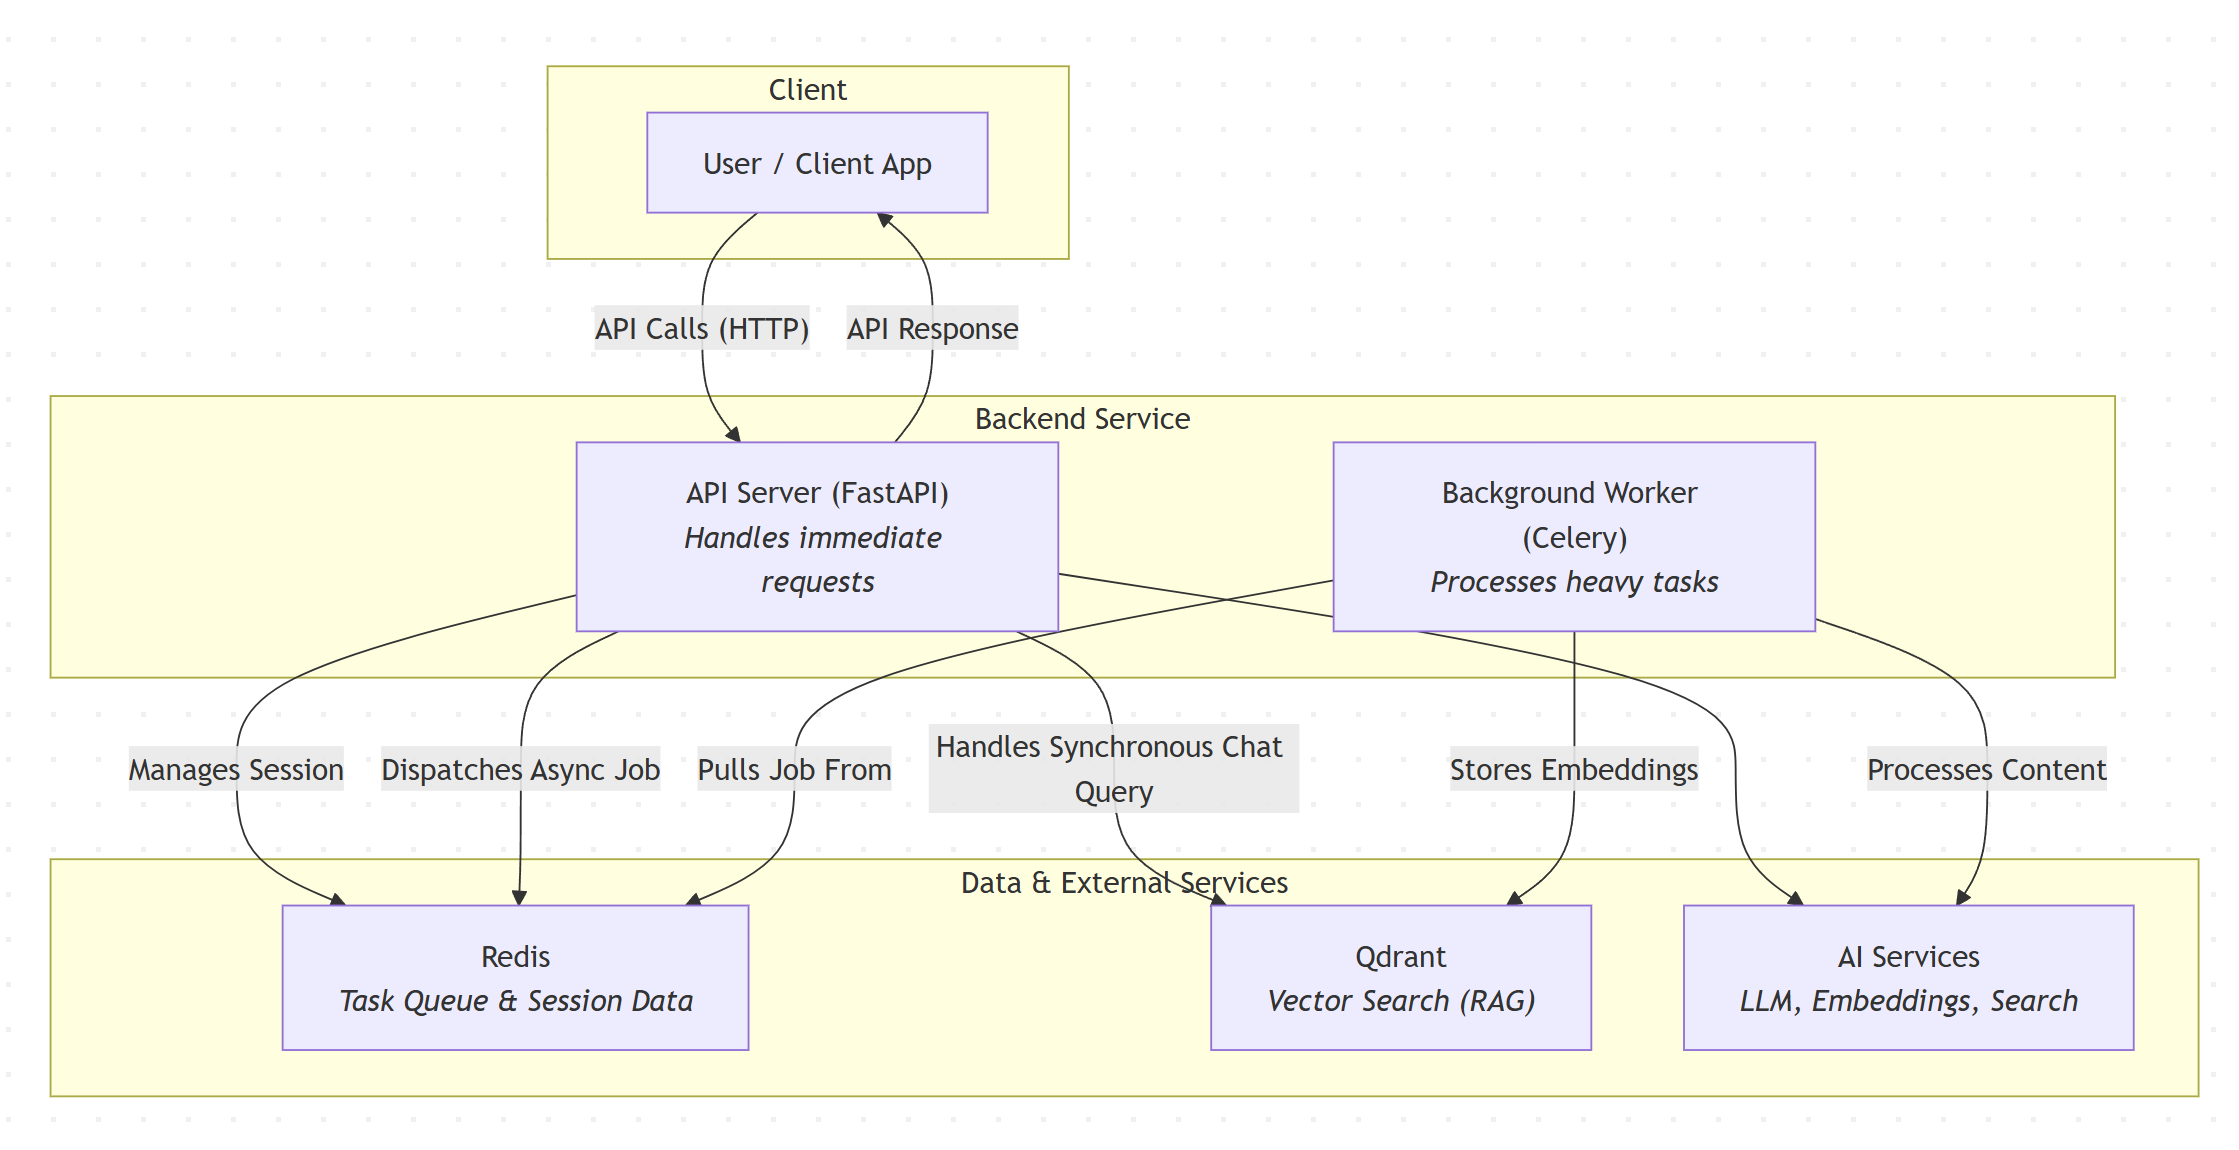 Client
User / Client App
API Calls (HTTP)
API Response
Backend Service
API Server (FastAPI)
Handles immediate
requests
Background Worker
(Celery)
Processes heavy tasks
Manages Session
Dispatches Async Job
Pulls Job From
Handles Synchronous Chat
Query
Stores Embeddings
Processes Content
Data & External Services
Redis
Task Queue & Session Data
Qdrant
Vector Search (RAG)
AI Services
LLM, Embeddings, Search